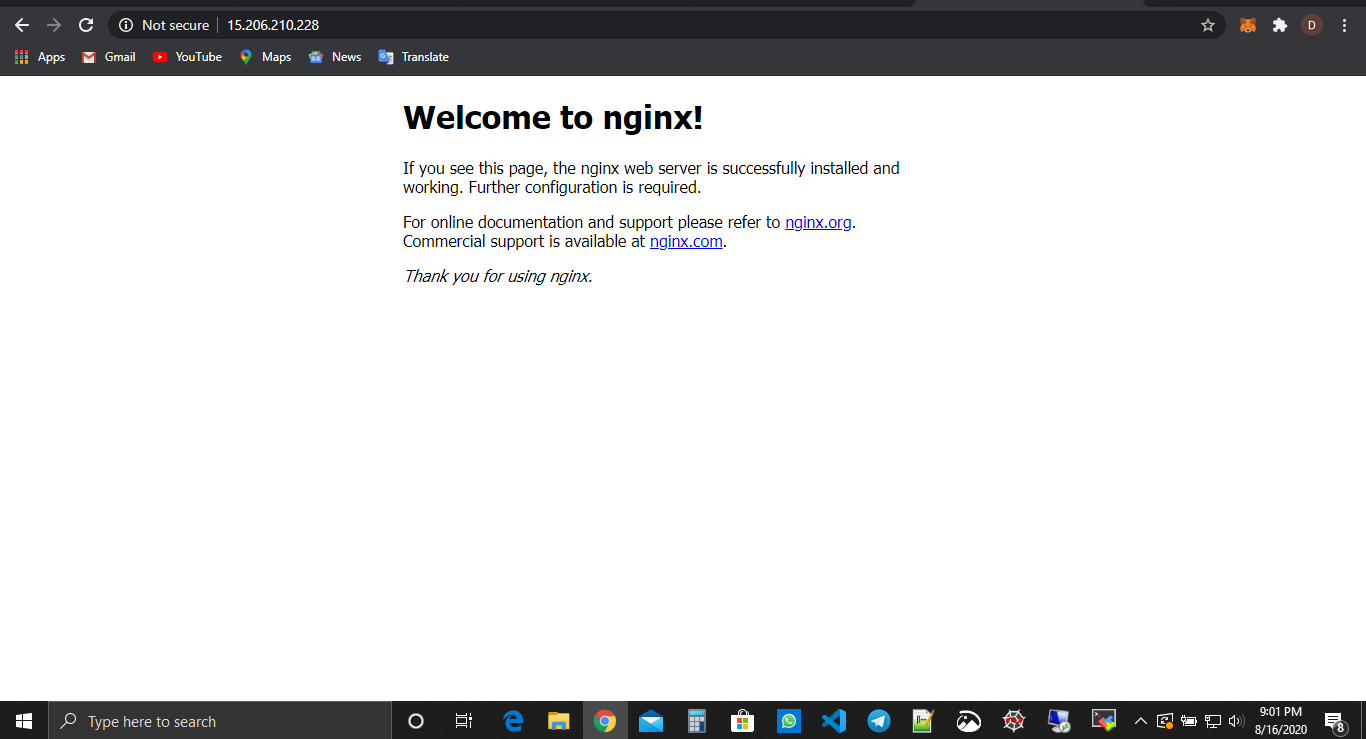 Not secure 15.206.210.228
D
Apps Gmail YouTube Maps News Translate
Welcome to nginx!
If you see this page, the nginx web server is successfully installed and
working. Further configuration is required.
For online documentation and support please refer to nginx.org.
Commercial support is available at nginx.com.
Thank you for using nginx.
Type here to search
9:01 PM
8/16/2020
8